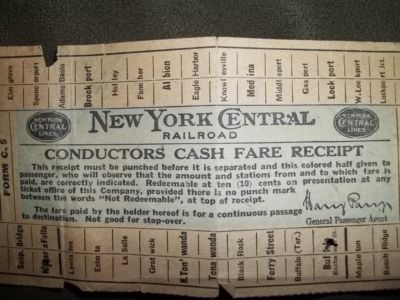 Elm grove
Spencerport
Adams Basin
Brockport
Holley
Fancher
Albion
Eagle Harbor
Knowlesville
Medina
Middleport
Gasport
Lockport
W. Lockport
Lockport Jct.
FORM C. 5
NEW YORK CENTRAL LINES
NEW YORK CENTRAL
RAILROAD
NEW YORK CENTRAL LINES
CONDUCTORS CASH FARE RECEIPT
This receipt must be punched before it is separated and this colored half given to
passenger, who will observe that the amount and stations from and to which fare is
paid, are correctly indicated. Redeemable at ten (10) cents on presentation at any
ticket office of this Company, provided there is no punch mark
between the words "Not Redeemable", at top of receipt.
The fare paid by the holder hereof is for a continuous passage
to destination. Not good for stop-over.
General Passenger Agent
Susp. Bridge
Niagara Falls
Echota
La Salle
Gratwick
N. Ton'wanda
Tonawanda
Black Rock
Ferry Street
Buffalo (Ter.)
Buffalo
Maple
Beach Ridge